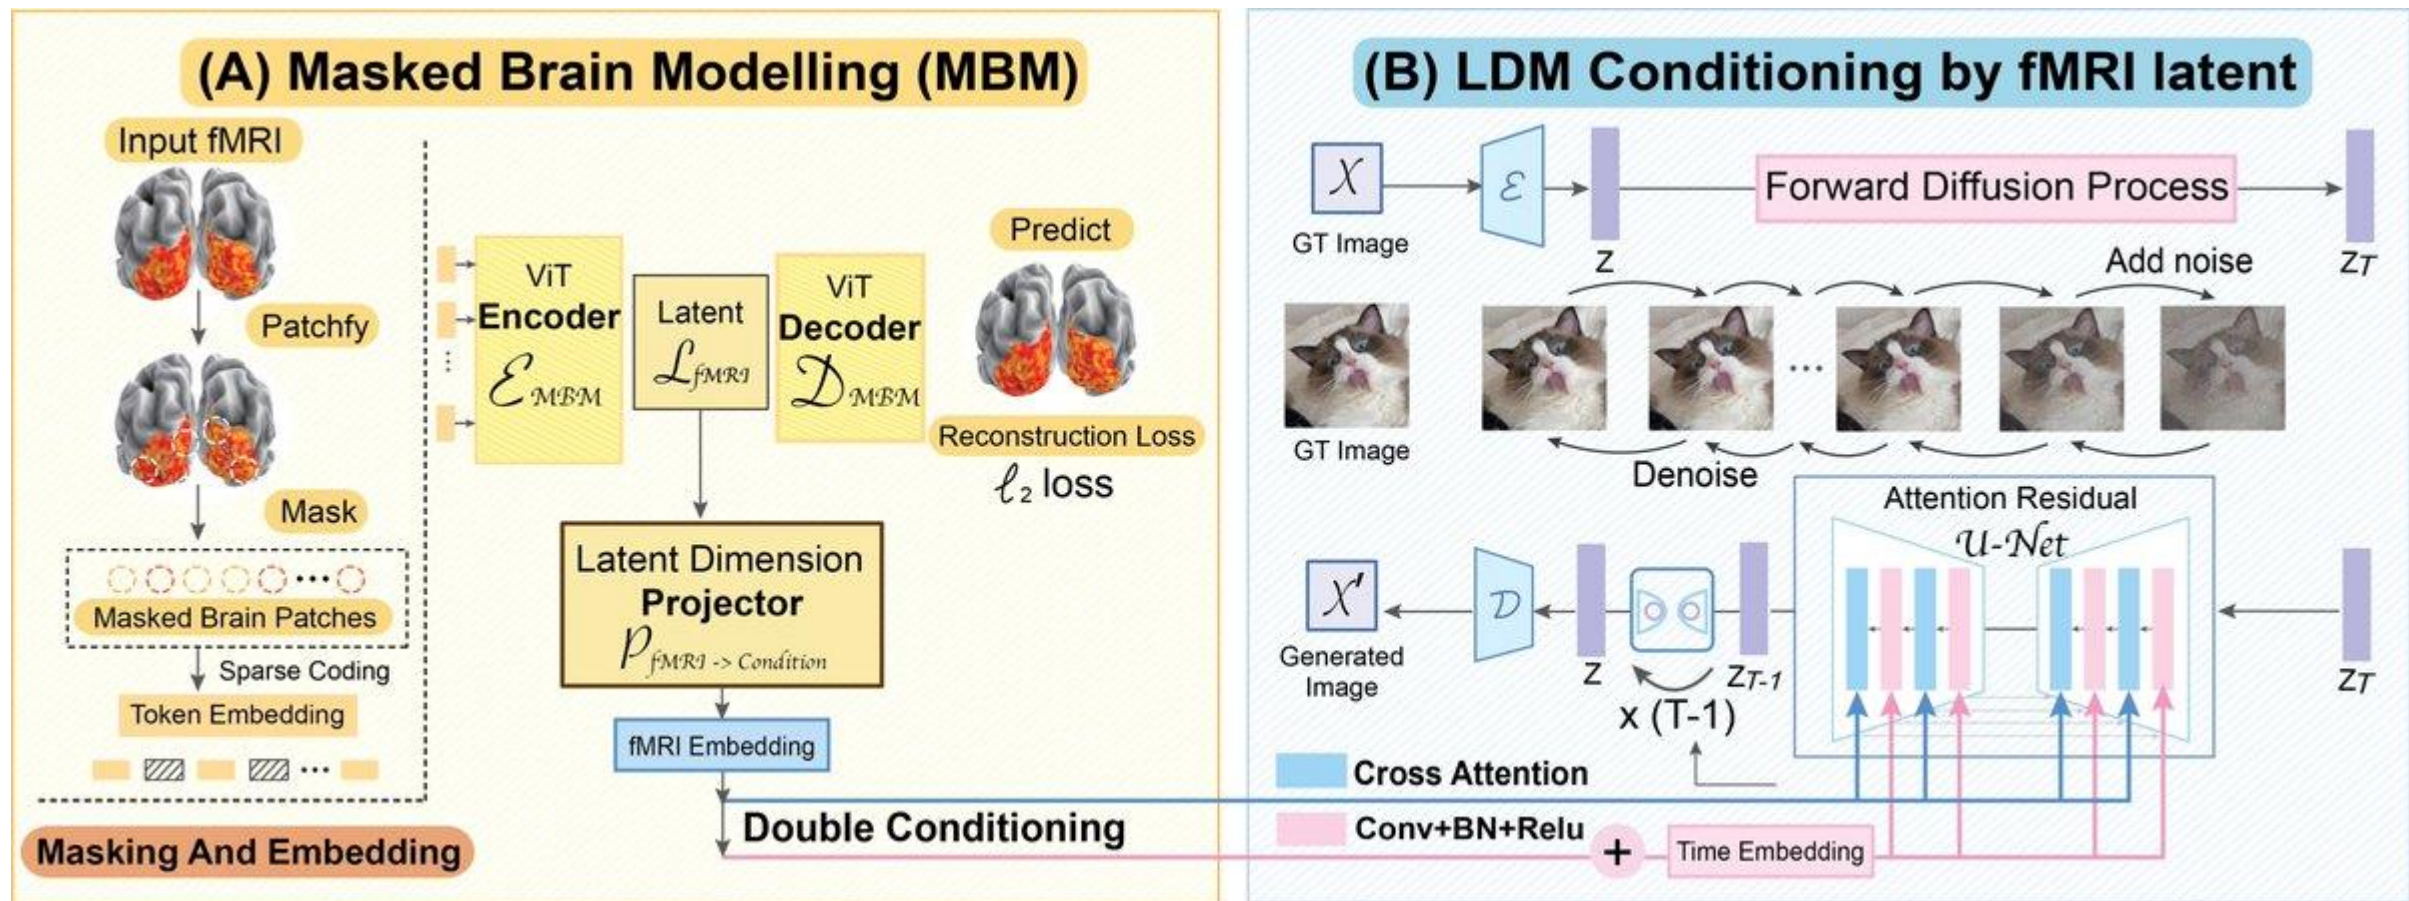 (A) Masked Brain Modelling (MBM)
Input fMRI
Patchfy
Mask
Masked Brain Patches
Sparse Coding
Token Embedding
Masking And Embedding
ViT
Encoder
ℰMBM
Latent
ℒfMRI
ViT
Decoder
𝒟MBM
Predict
Reconstruction Loss
ℓ2 loss
Latent Dimension
Projector
PfMRI -> Condition
fMRI Embedding
Double Conditioning
(B) LDM Conditioning by fMRI latent
X
GT Image
ℰ
z
Forward Diffusion Process
zT
Add noise
...
GT Image
Denoise
Attention Residual
U-Net
X'
Generated
Image
D
z
x (T-1)
zT-1
zT
Cross Attention
Conv+BN+Relu
+
Time Embedding